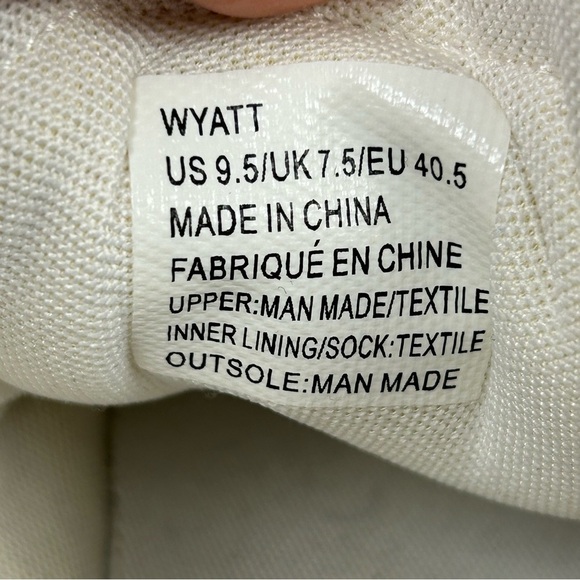 WYATT
US 9.5/UK 7.5/EU 40.5
MADE IN CHINA
FABRIQUÉ EN CHINE
UPPER:MAN MADE/TEXTILE
INNER LINING/SOCK:TEXTILE
OUTSOLE:MAN MADE